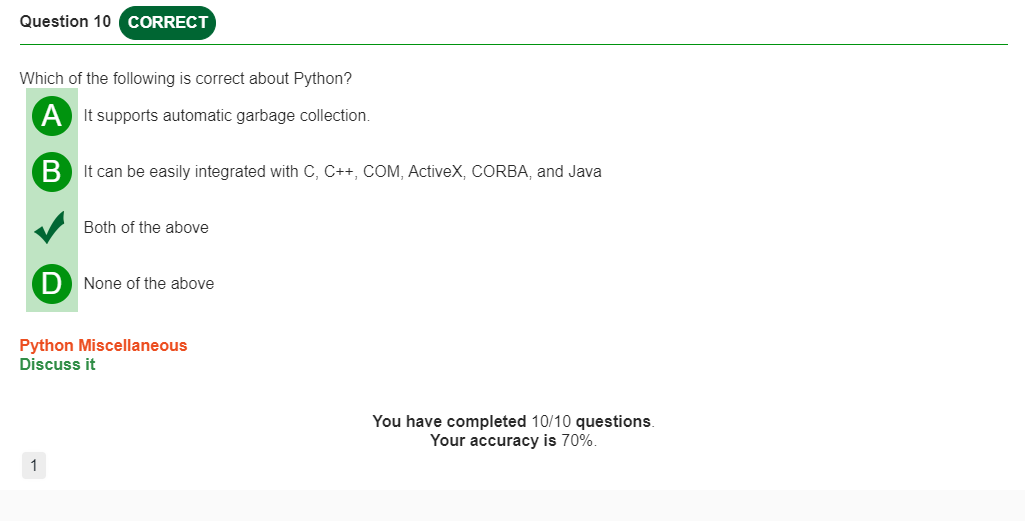 Question 10 CORRECT
Which of the following is correct about Python?
A It supports automatic garbage collection.
B It can be easily integrated with C, C++, COM, ActiveX, CORBA, and Java
Both of the above
D None of the above
Python Miscellaneous
Discuss it
You have completed 10/10 questions.
Your accuracy is 70%.
1